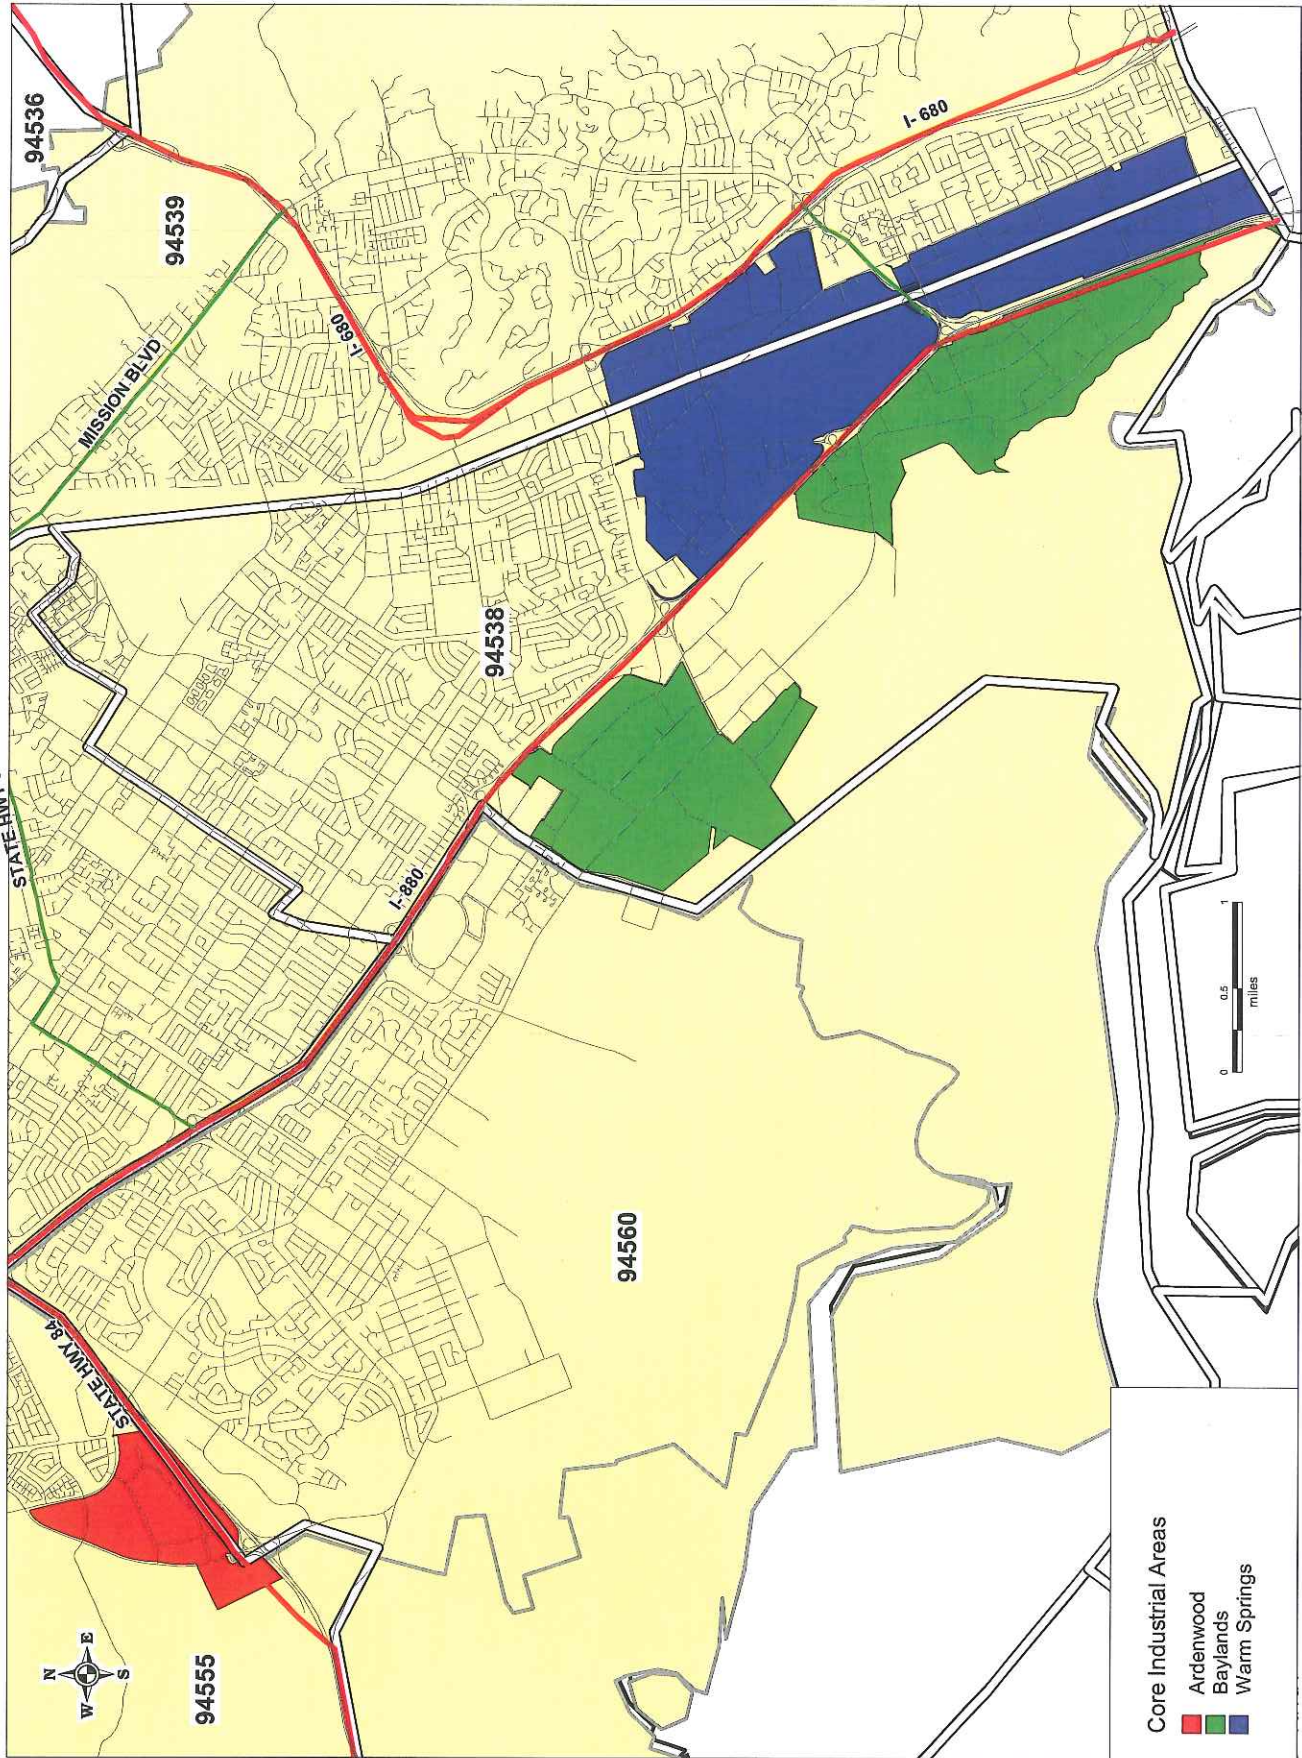 94536
94539
MISSION BLVD
I- 680
I- 680
STATE HWY
94538
I- 880
STATE HWY 84
94560
94555
N
W
E
S
0
0.5
1
miles
Core Industrial Areas
Ardenwood
Baylands
Warm Springs